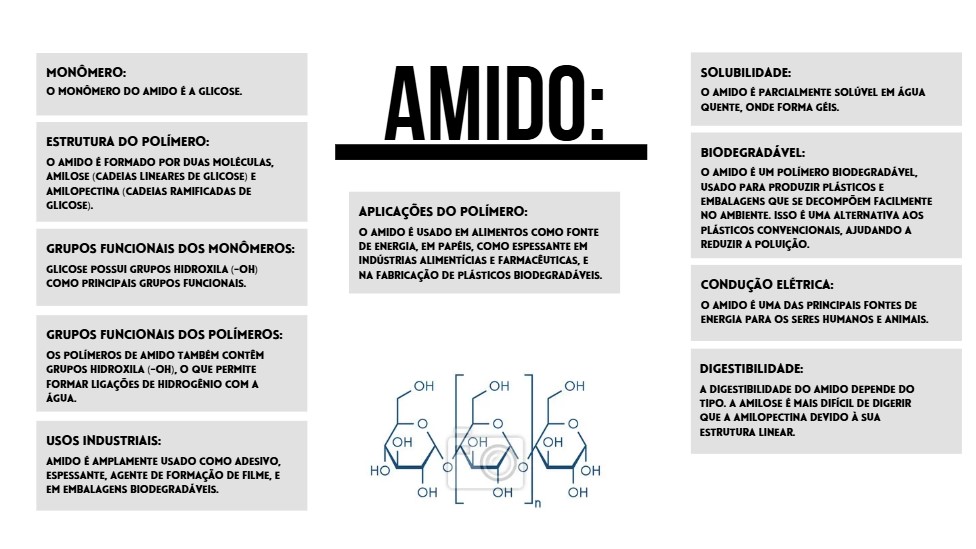 MONÔMERO:
O MONÔMERO DO AMIDO É A GLICOSE.
ESTRUTURA DO POLÍMERO:
O AMIDO É FORMADO POR DUAS MOLÉCULAS,
AMILOSE (CADEIAS LINEARES DE GLICOSE) E
AMILOPECTINA (CADEIAS RAMIFICADAS DE
GLICOSE).
GRUPOS FUNCIONAIS DOS MONÔMEROS:
GLICOSE POSSUI GRUPOS HIDROXILA (-OH)
COMO PRINCIPAIS GRUPOS FUNCIONAIS.
GRUPOS FUNCIONAIS DOS POLÍMEROS:
OS POLÍMEROS DE AMIDO TAMBÉM CONTÊM
GRUPOS HIDROXILA (-OH), O QUE PERMITE
FORMAR LIGAÇÕES DE HIDROGÊNIO COM A
ÁGUA.
USOS INDUSTRIAIS:
AMIDO É AMPLAMENTE USADO COMO ADESIVO,
ESPESSANTE, AGENTE DE FORMAÇÃO DE FILME, E
EM EMBALAGENS BIODEGRADÁVEIS.
AMIDO:
APLICAÇÕES DO POLÍMERO:
O AMIDO É USADO EM ALIMENTOS COMO FONTE
DE ENERGIA, EM PAPÉIS, COMO ESPESSANTE EM
INDÚSTRIAS ALIMENTÍCIAS E FARMACÊUTICAS, E
NA FABRICAÇÃO DE PLÁSTICOS BIODEGRADÁVEIS.
OH OH OH
O O O
OH OH OH
HO O O OH
OH OH OH
n
SOLUBILIDADE:
O AMIDO É PARCIALMENTE SOLÚVEL EM ÁGUA
QUENTE, ONDE FORMA GÉIS.
BIODEGRADÁVEL:
O AMIDO É UM POLÍMERO BIODEGRADÁVEL,
USADO PARA PRODUZIR PLÁSTICOS E
EMBALAGENS QUE SE DECOMPÕEM FACILMENTE
NO AMBIENTE. ISSO É UMA ALTERNATIVA AOS
PLÁSTICOS CONVENCIONAIS, AJUDANDO A
REDUZIR A POLUIÇÃO.
CONDUÇÃO ELÉTRICA:
O AMIDO É UMA DAS PRINCIPAIS FONTES DE
ENERGIA PARA OS SERES HUMANOS E ANIMAIS.
DIGESTIBILIDADE:
A DIGESTIBILIDADE DO AMIDO DEPENDE DO
TIPO. A AMILOSE É MAIS DIFÍCIL DE DIGERIR
QUE A AMILOPECTINA DEVIDO À SUA
ESTRUTURA LINEAR.